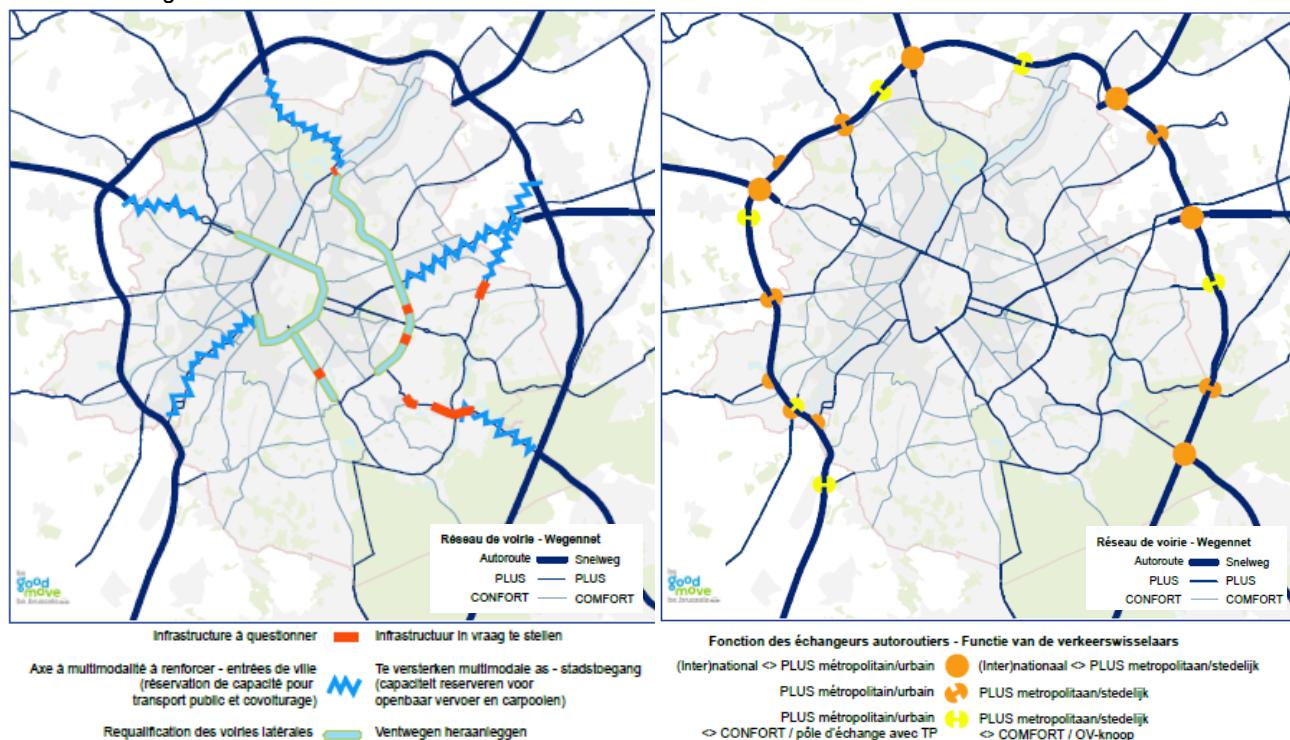 Réseau de voirie - Wegennet
Autoroute Snelweg
PLUS PLUS
CONFORT COMFORT
good
move
Infrastructure à questionner Infrastructuur in vraag te stellen
Axe à multimodalité à renforcer - entrées de ville
(réservation de capacité pour
transport public et covoiturage)
Te versterken multimodale as - stadstoegang
(capaciteit reserveren voor
openbaar vervoer en carpoolen)
Requalification des voiries latérales Ventwegen heraanleggen
Réseau de voirie - Wegennet
Autoroute Snelweg
PLUS PLUS
CONFORT COMFORT
good
move
Fonction des échangeurs autoroutiers - Functie van de verkeerswisselaars
(Inter)national <> PLUS métropolitain/urbain (Inter)nationaal <> PLUS metropolitaan/stedelijk
PLUS métropolitain/urbain PLUS metropolitaan/stedelijk
PLUS métropolitain/urbain
<> CONFORT / pôle d'échange avec TP
PLUS metropolitaan/stedelijk
<> COMFORT / OV-knoop